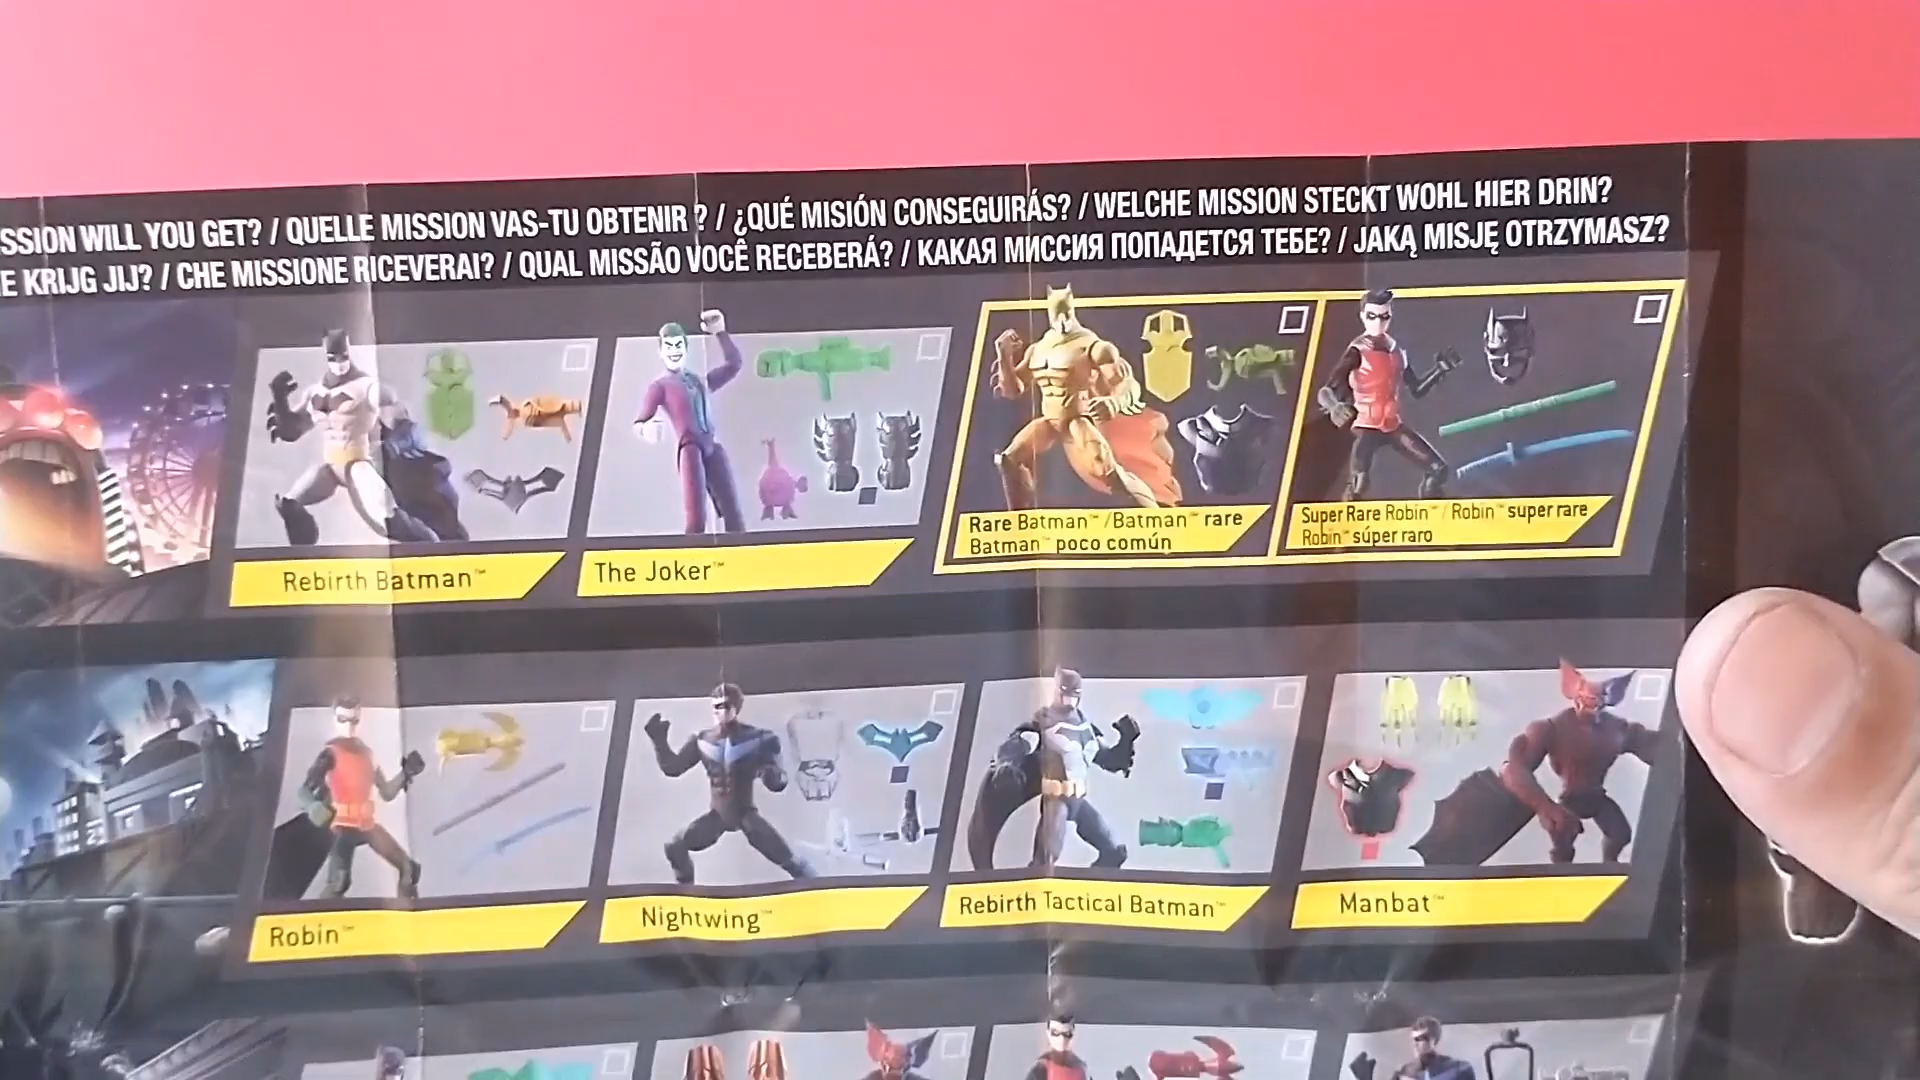 SSION WILL YOU GET? / QUELLE MISSION VAS-TU OBTENIR ? / ¿QUÉ MISIÓN CONSEGUIRÁS? / WELCHE MISSION STECKT WOHL HIER DRIN?
E KRIJG JIJ? / CHE MISSIONE RICEVERAI? / QUAL MISSÃO VOCÊ RECEBERÁ? / КАКАЯ МИССИЯ ПОПАДЕТСЯ ТЕБЕ? / JAKĄ MISJĘ OTRZYMASZ?
Rebirth Batman™
The Joker™
Rare Batman™ / Batman™ rare
Batman™ poco común
Super Rare Robin™ / Robin™ super rare
Robin™ súper raro
Robin™
Nightwing™
Rebirth Tactical Batman™
Manbat™